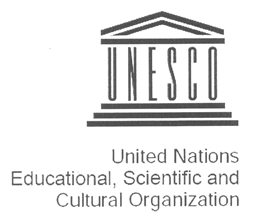 UNESCO
United Nations
Educational, Scientific and
Cultural Organization